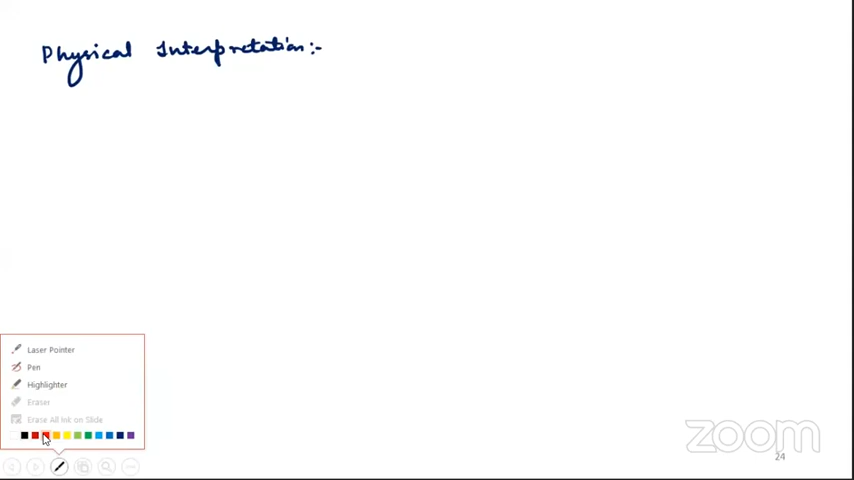 Physical Interpretation:-
Laser Pointer
Pen
Highlighter
Eraser
Erase All Ink on Slide
zoom
24